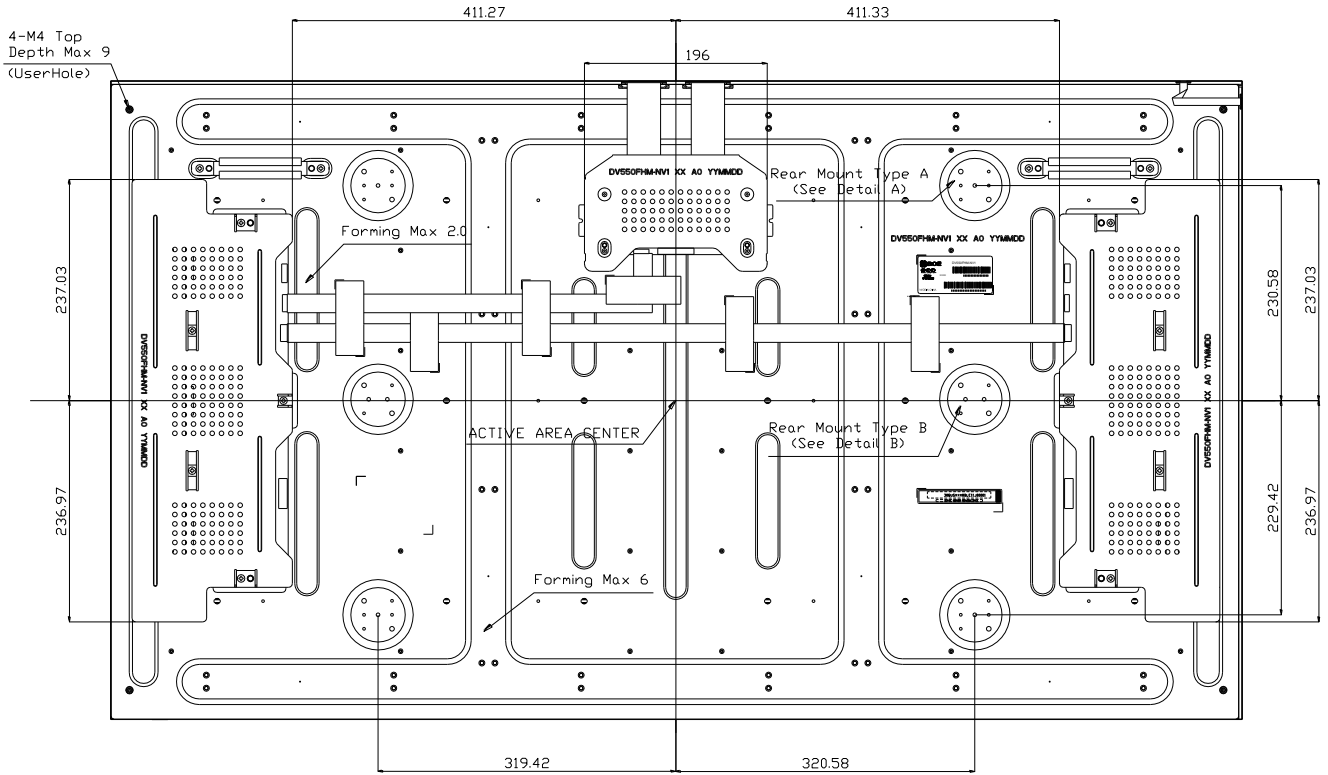 411.27
411.33
4-M4 Top
Depth Max 9
(UserHole)
196
DV550FHM-NV1 XX A0 YYMMDD
Rear Mount Type A
(See Detail A)
Forming Max 2.0
DV550FHM-NV1 XX A0 YYMMDD
237.03
230.58
237.03
DV550FHM-NV1 XX A0 YYMMDD
DV550FHM-NV1 XX A0 YYMMDD
ACTIVE AREA CENTER
Rear Mount Type B
(See Detail B)
236.97
229.42
236.97
Forming Max 6
319.42
320.58